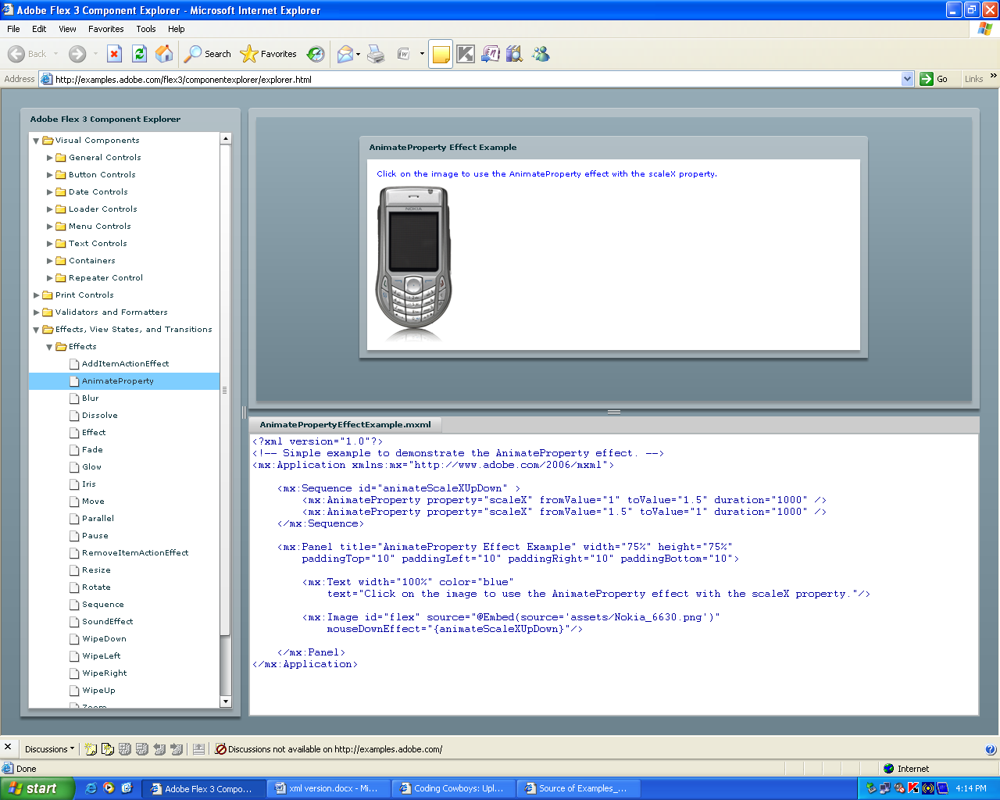 Adobe Flex 3 Component Explorer - Microsoft Internet Explorer
File Edit View Favorites Tools Help
Back Search Favorites
Address http://examples.adobe.com/flex3/componentexplorer/explorer.html Go Links »
Adobe Flex 3 Component Explorer
Visual Components
General Controls
Button Controls
Date Controls
Loader Controls
Menu Controls
Text Controls
Containers
Repeater Control
Print Controls
Validators and Formatters
Effects, View States, and Transitions
Effects
AddItemActionEffect
AnimateProperty
Blur
Dissolve
Effect
Fade
Glow
Iris
Move
Parallel
Pause
RemoveItemActionEffect
Resize
Rotate
Sequence
SoundEffect
WipeDown
WipeLeft
WipeRight
WipeUp
Zoom
AnimateProperty Effect Example
Click on the image to use the AnimateProperty effect with the scaleX property.
NOKIA
AnimatePropertyEffectExample.mxml
<?xml version="1.0"?>
<!-- Simple example to demonstrate the AnimateProperty effect. -->
<mx:Application xmlns:mx="http://www.adobe.com/2006/mxml">
<mx:Sequence id="animateScaleXUpDown" >
<mx:AnimateProperty property="scaleX" fromValue="1" toValue="1.5" duration="1000" />
<mx:AnimateProperty property="scaleX" fromValue="1.5" toValue="1" duration="1000" />
</mx:Sequence>
<mx:Panel title="AnimateProperty Effect Example" width="75%" height="75%"
paddingTop="10" paddingLeft="10" paddingRight="10" paddingBottom="10">
<mx:Text width="100%" color="blue"
text="Click on the image to use the AnimateProperty effect with the scaleX property."/>
<mx:Image id="flex" source="@Embed(source='assets/Nokia_6630.png')"
mouseDownEffect="{animateScaleXUpDown}"/>
</mx:Panel>
</mx:Application>
Discussions Discussions not available on http://examples.adobe.com/
Done Internet
start Adobe Flex 3 Compo... xml version.docx - Mi... Coding Cowboys: Upl... Source of Examples_... 4:14 PM